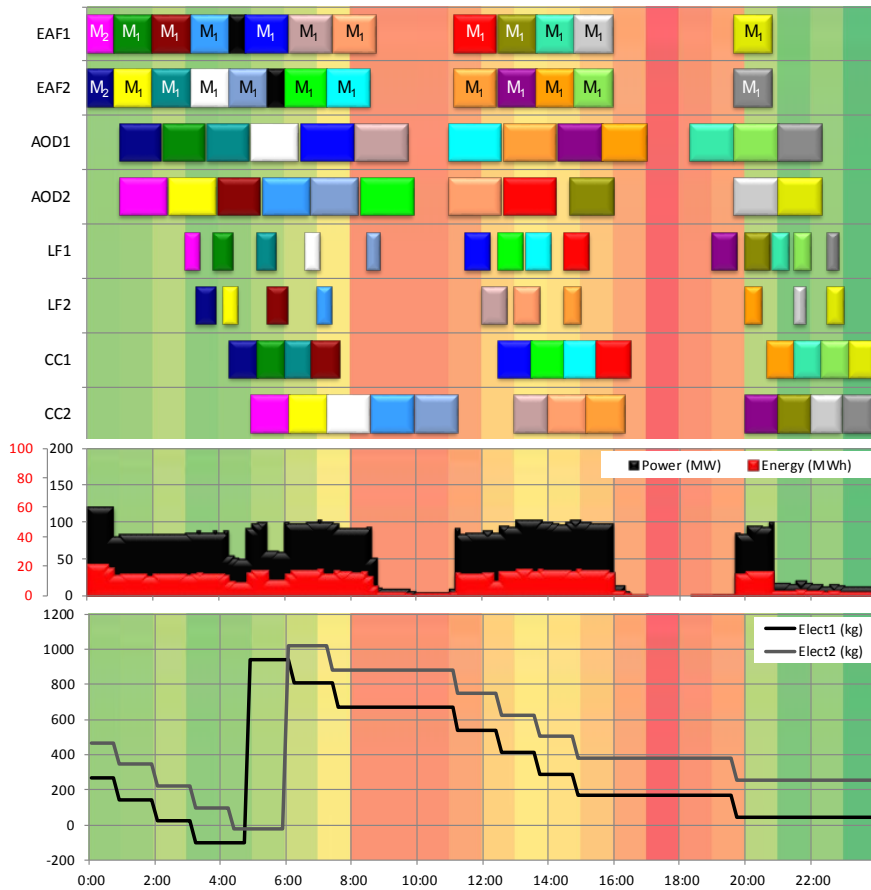 EAF1 M₂ M₁ M₁ M₁ M₁ M₁ M₁ M₁ M₁ M₁ M₁ M₁
EAF2 M₂ M₁ M₁ M₁ M₁ M₁ M₁ M₁ M₁ M₁ M₁ M₁
AOD1
AOD2
LF1
LF2
CC1
CC2
100 200
Power (MW) Energy (MWh)
80 150
60
100
40
50
20
0 0
1200
Elect1 (kg)
Elect2 (kg)
1000
800
600
400
200
0
-200
0:00 2:00 4:00 6:00 8:00 10:00 12:00 14:00 16:00 18:00 20:00 22:00